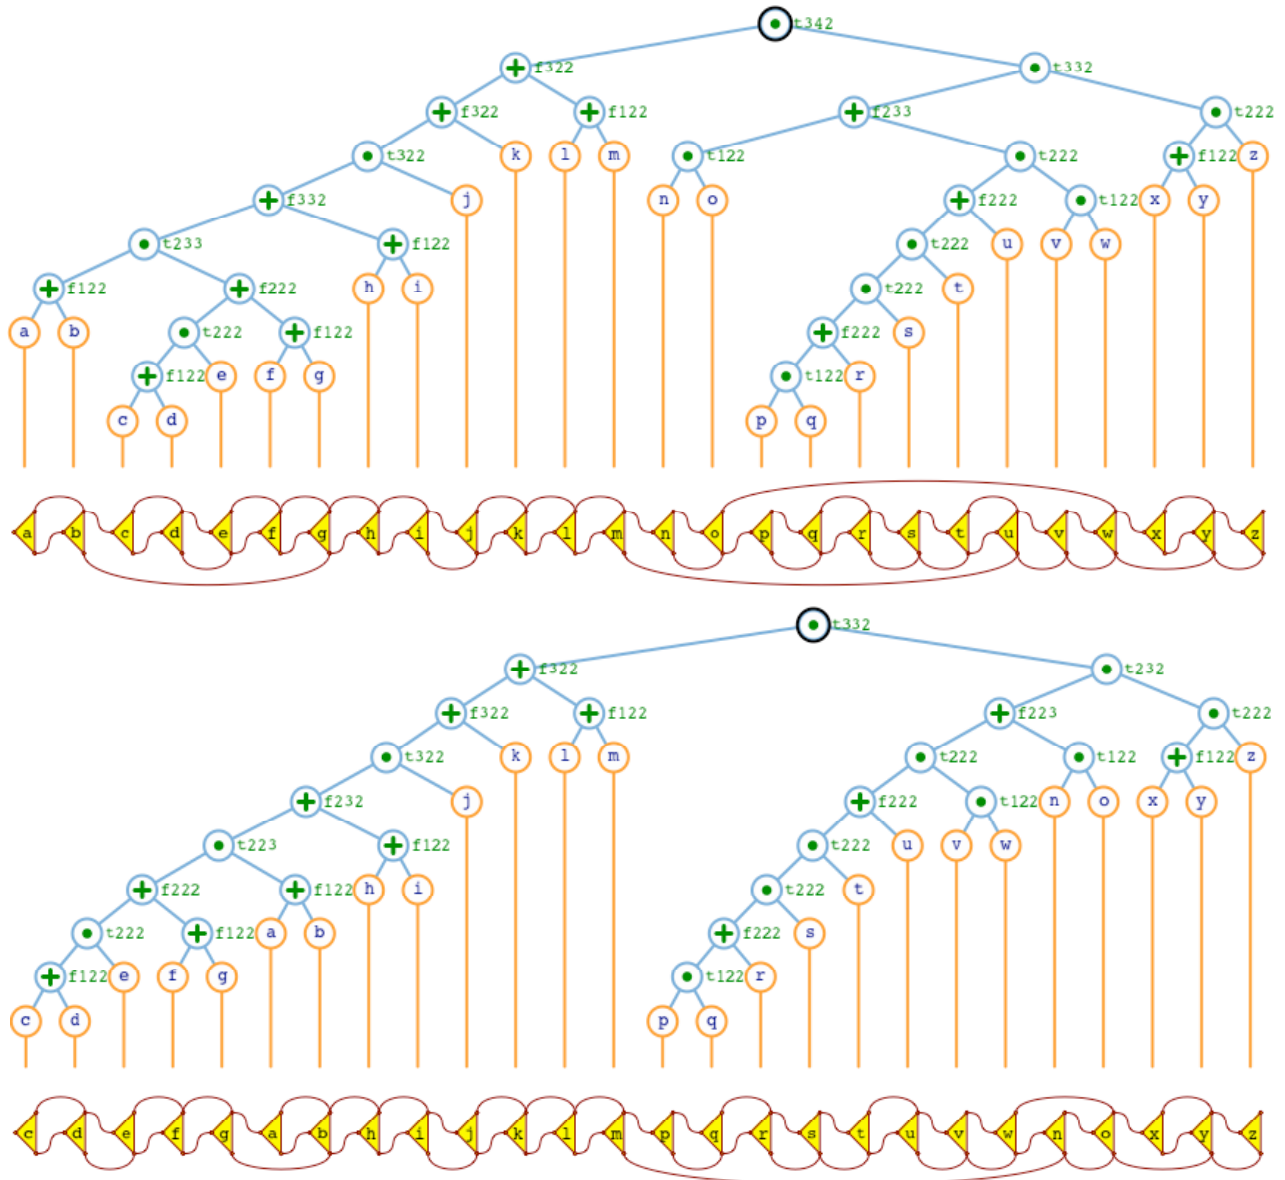 t342
f322 t332
f322 f122 f233 t222
t322 k l m t122 t222 f122 z
f332 j n o f222 t122 x y
t233 f122 t222 u v w
f122 f222 h i t222 t
a b t222 f122 f222 s
f122 e f g t122 r
c d p q
a b c d e f g h i j k l m n o p q r s t u v w x y z
t332
f322 t232
f322 f122 f223 t222
t322 k l m t222 t122 f122 z
f232 j f222 t122 n o x y
t223 f122 t222 u v w
f222 f122 h i t222 t
t222 f122 a b f222 s
f122 e f g t122 r
c d p q
c d e f g a b h i j k l m p q r s t u v w n o x y z